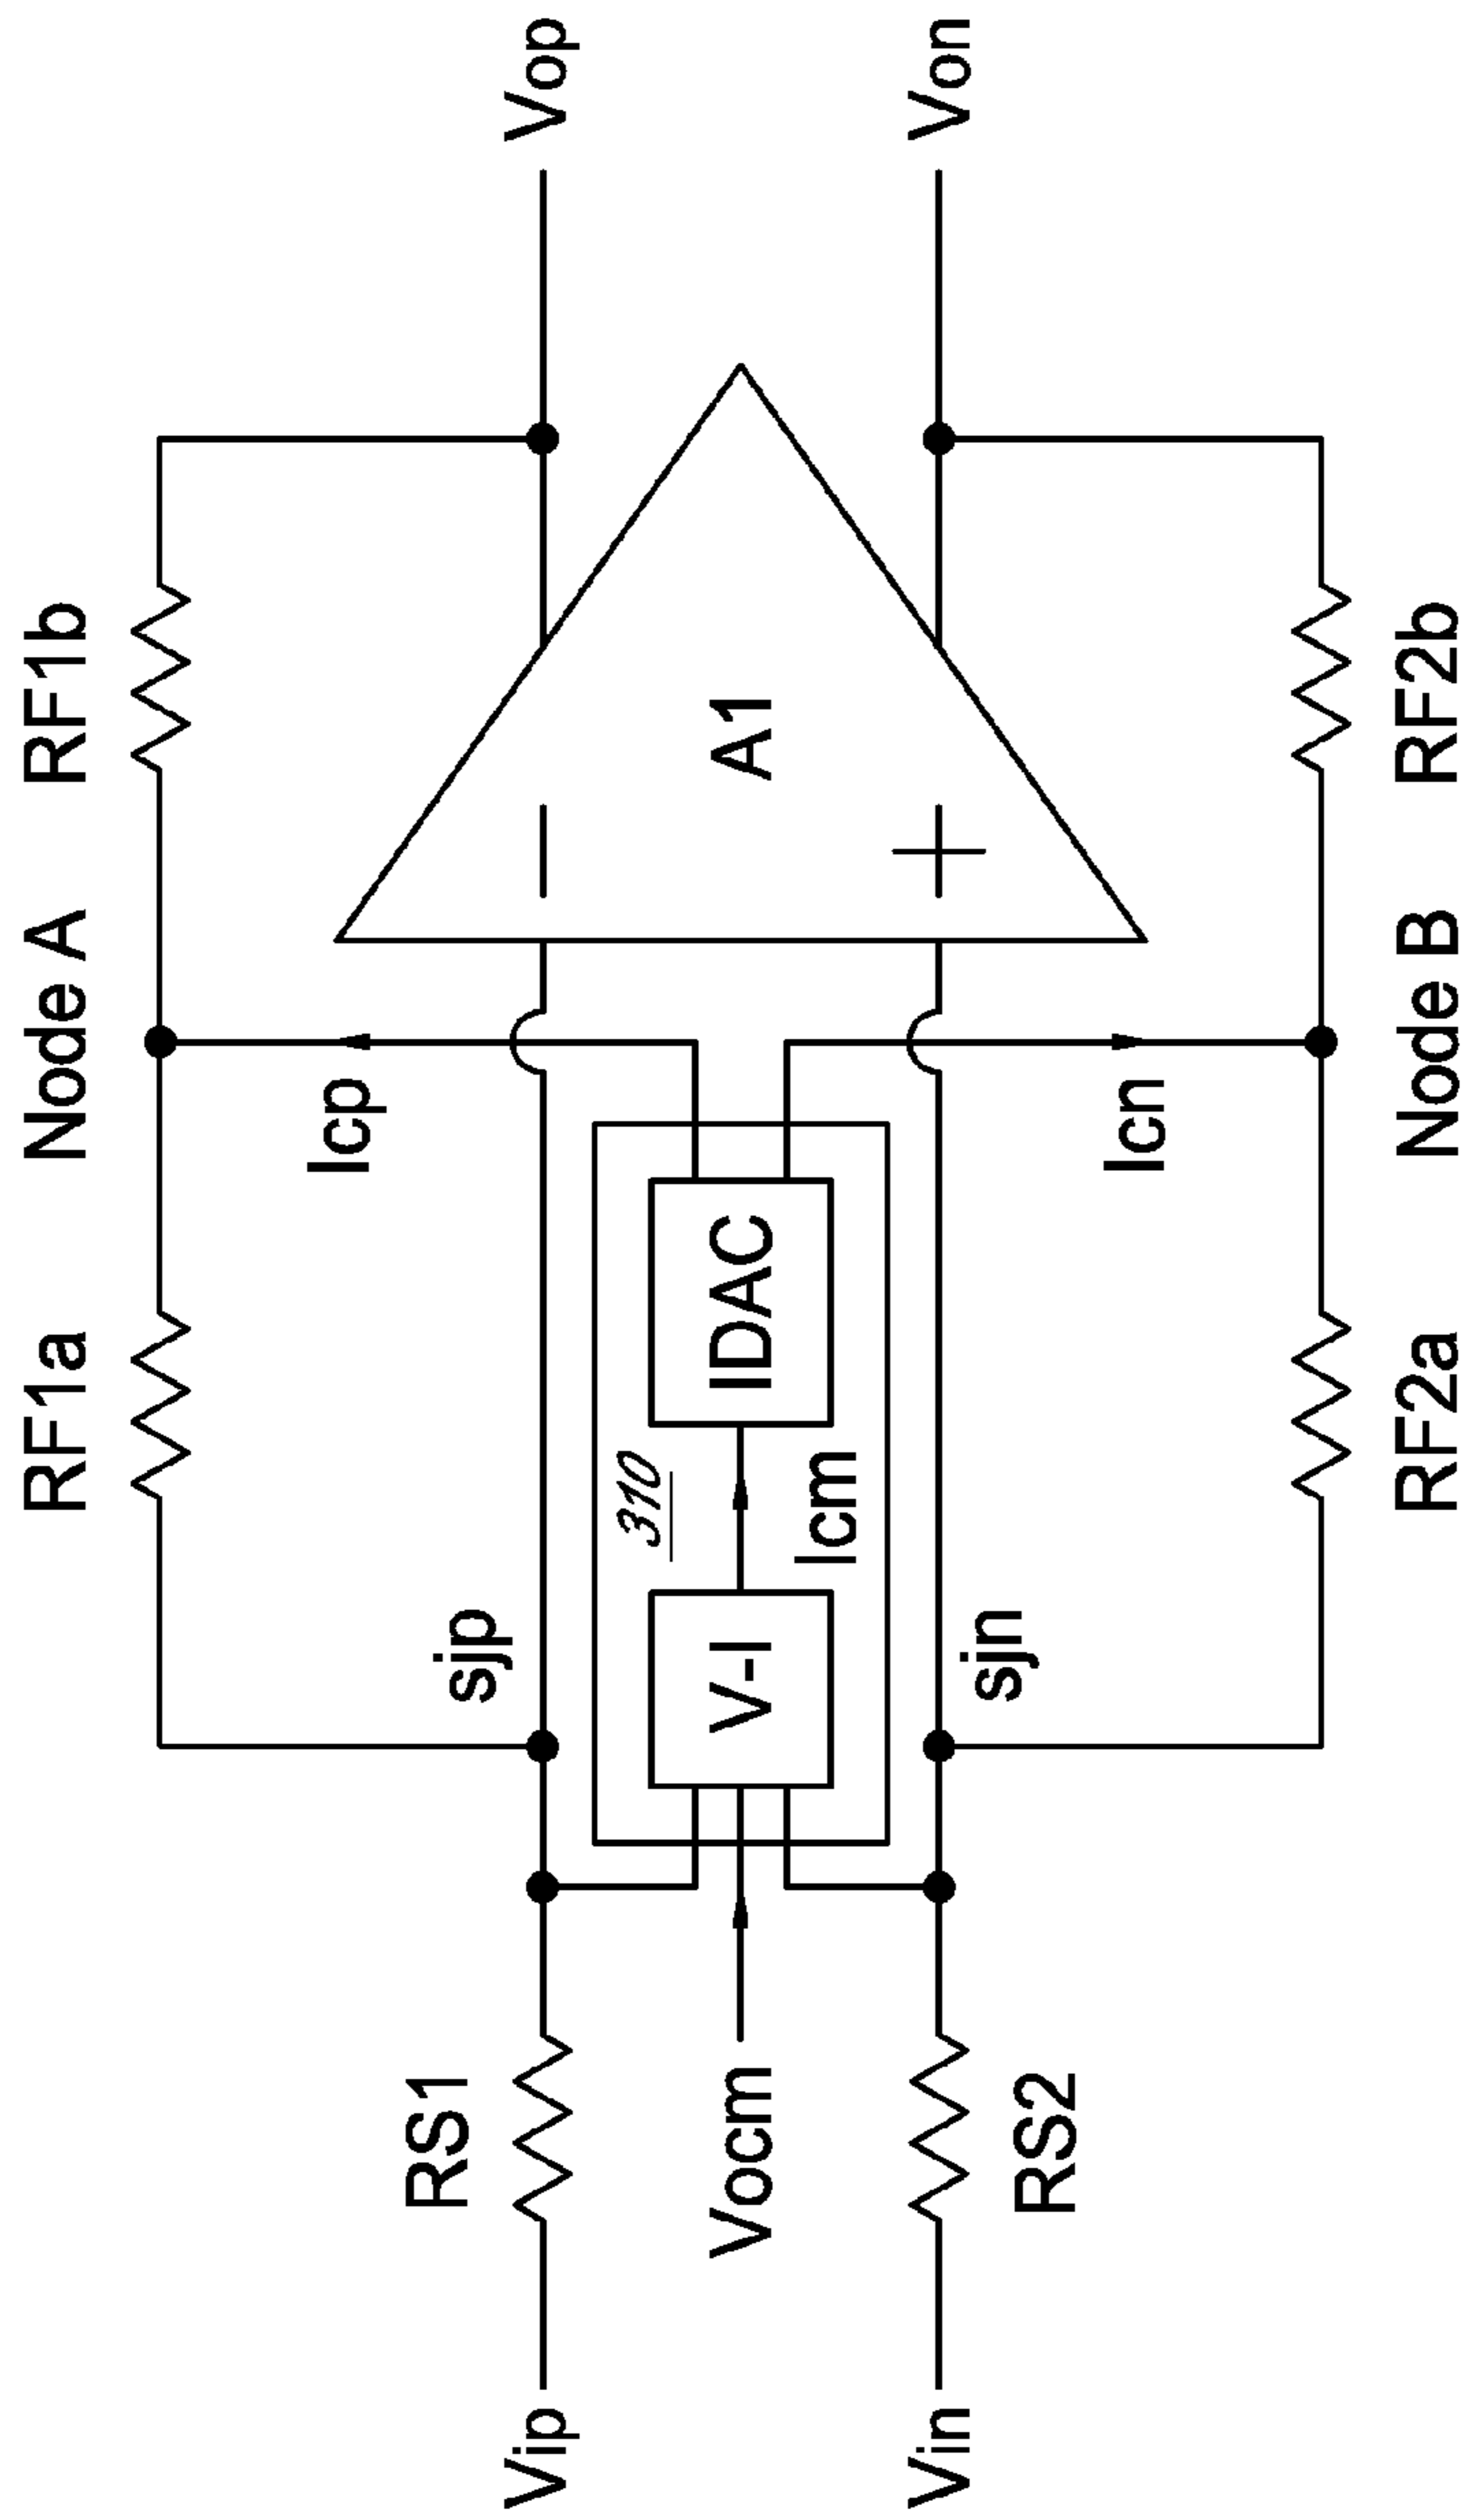 RF1a
Node A
RF1b
Icp
sjp
RS1
Vip
Vop
310
V-I
Icm
IDAC
A1
Vocm
Vin
Von
sjn
RS2
Icn
RF2a
Node B
RF2b